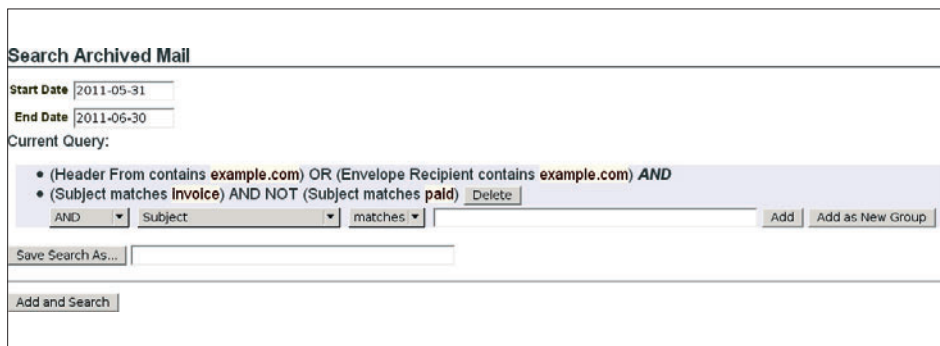 Search Archived Mail
Start Date 2011-05-31
End Date 2011-06-30
Current Query:
• (Header From contains example.com) OR (Envelope Recipient contains example.com) AND
• (Subject matches invoice) AND NOT (Subject matches paid) Delete
AND Subject matches Add Add as New Group
Save Search As...
Add and Search